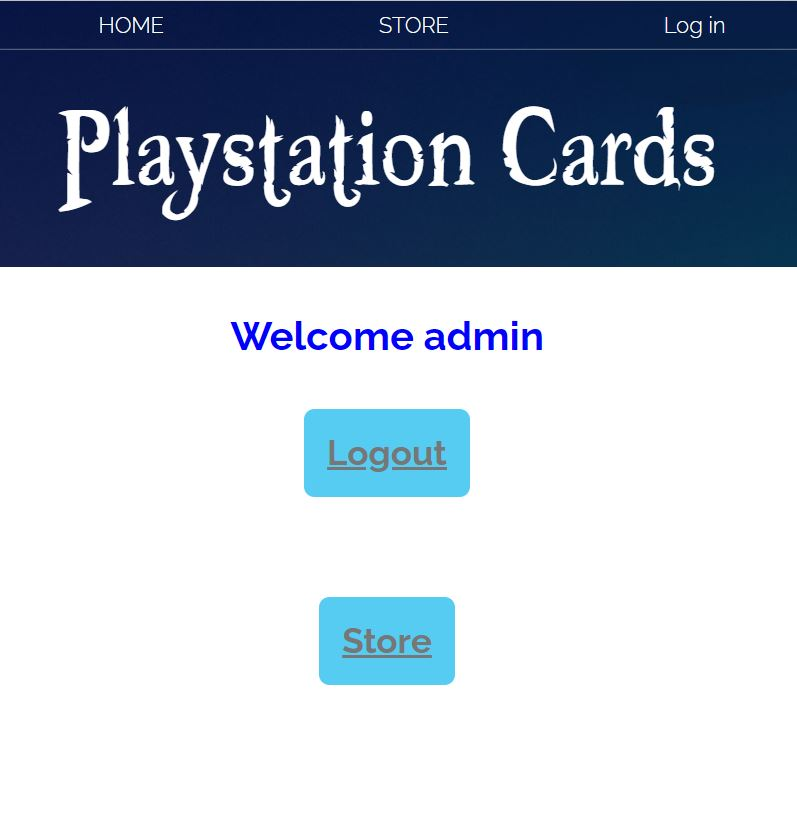 HOME STORE Log in
Playstation Cards
Welcome admin
Logout
Store